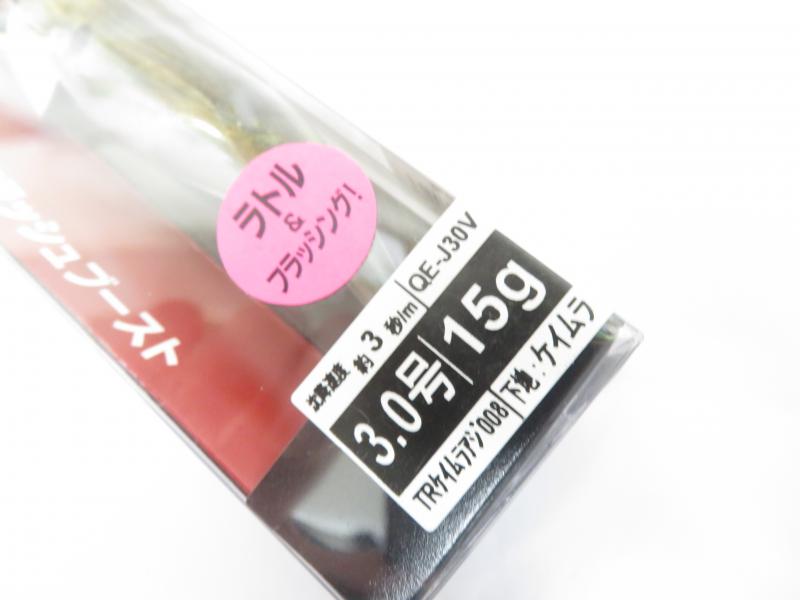 ラトル
&
フラッシング!
ッシュブースト
沈降速度 約3秒/m QE-J30V
3.0号 15g
TRケイムラアジ008 下地:ケイムラ